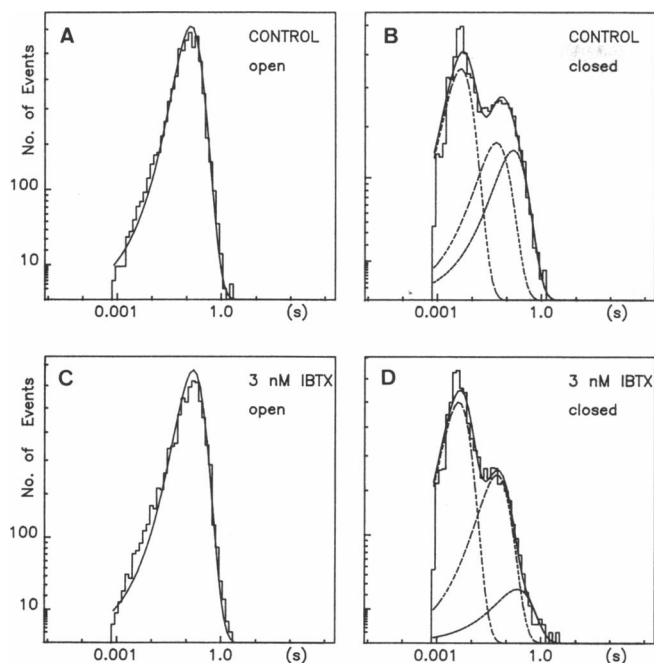 A
CONTROL
open
No. of Events
100
10
0.001
1.0
(s)
B
CONTROL
closed
0.001
1.0
(s)
C
3 nM IBTX
open
No. of Events
100
10
0.001
1.0
(s)
D
3 nM IBTX
closed
0.001
1.0
(s)